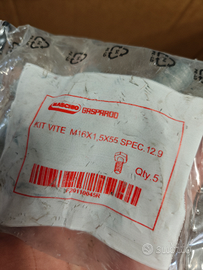 MASCHIO GASPARDO
KIT VITE M16X1,5X55 SPEC.12.9
Qty.5